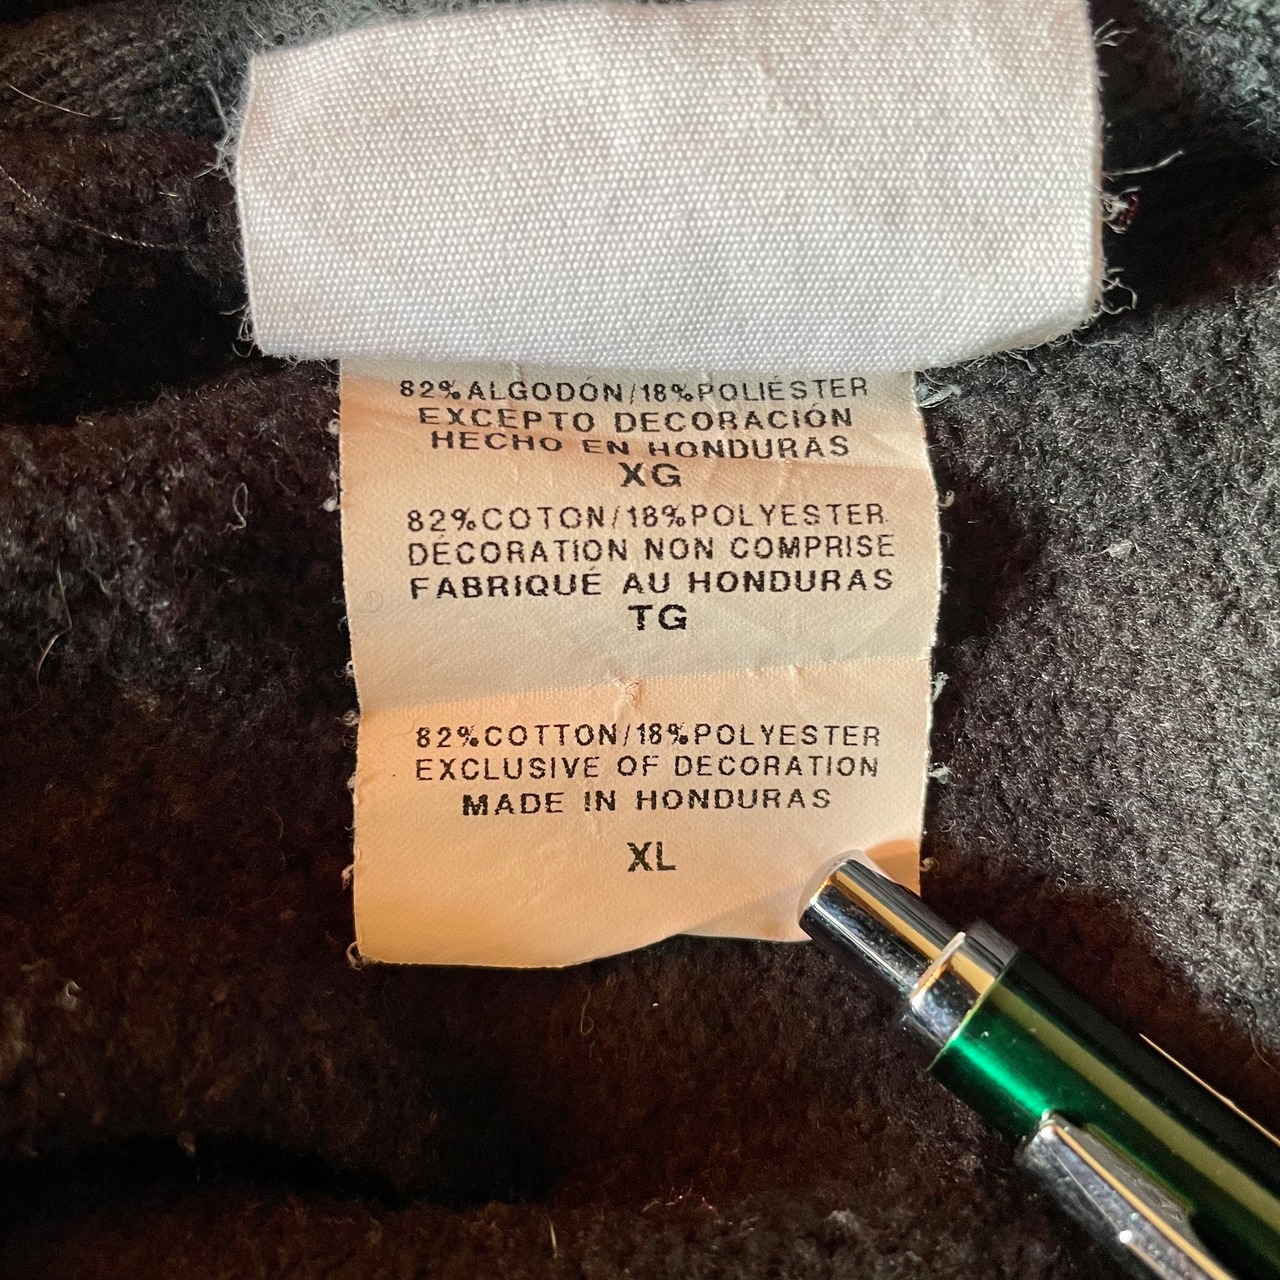 82% ALGODÓN/18% POLIÉSTER
EXCEPTO DECORACIÓN
HECHO EN HONDURAS
XG
82% COTON/18% POLYESTER
DÉCORATION NON COMPRISE
FABRIQUÉ AU HONDURAS
TG
82% COTTON/18% POLYESTER
EXCLUSIVE OF DECORATION
MADE IN HONDURAS
XL